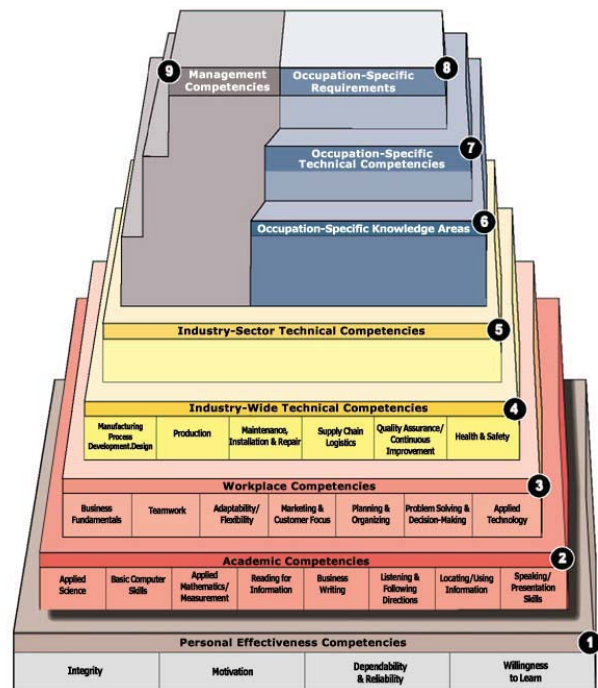 9
Management
Competencies
Occupation-Specific
Requirements
8
Occupation-Specific
Technical Competencies
7
Occupation-Specific Knowledge Areas
6
Industry-Sector Technical Competencies
5
Industry-Wide Technical Competencies
4
Manufacturing
Process
Development.Design
Production
Maintenance,
Installation & Repair
Supply Chain
Logistics
Quality Assurance/
Continuous
Improvement
Health & Safety
Workplace Competencies
3
Business
Fundamentals
Teamwork
Adaptability/
Flexibility
Marketing &
Customer Focus
Planning &
Organizing
Problem Solving &
Decision-Making
Applied
Technology
Academic Competencies
2
Applied
Science
Basic Computer
Skills
Applied
Mathematics/
Measurement
Reading for
Information
Business
Writing
Listening &
Following
Directions
Locating/Using
Information
Speaking/
Presentation
Skills
Personal Effectiveness Competencies
1
Integrity
Motivation
Dependability
& Reliability
Willingness
to Learn